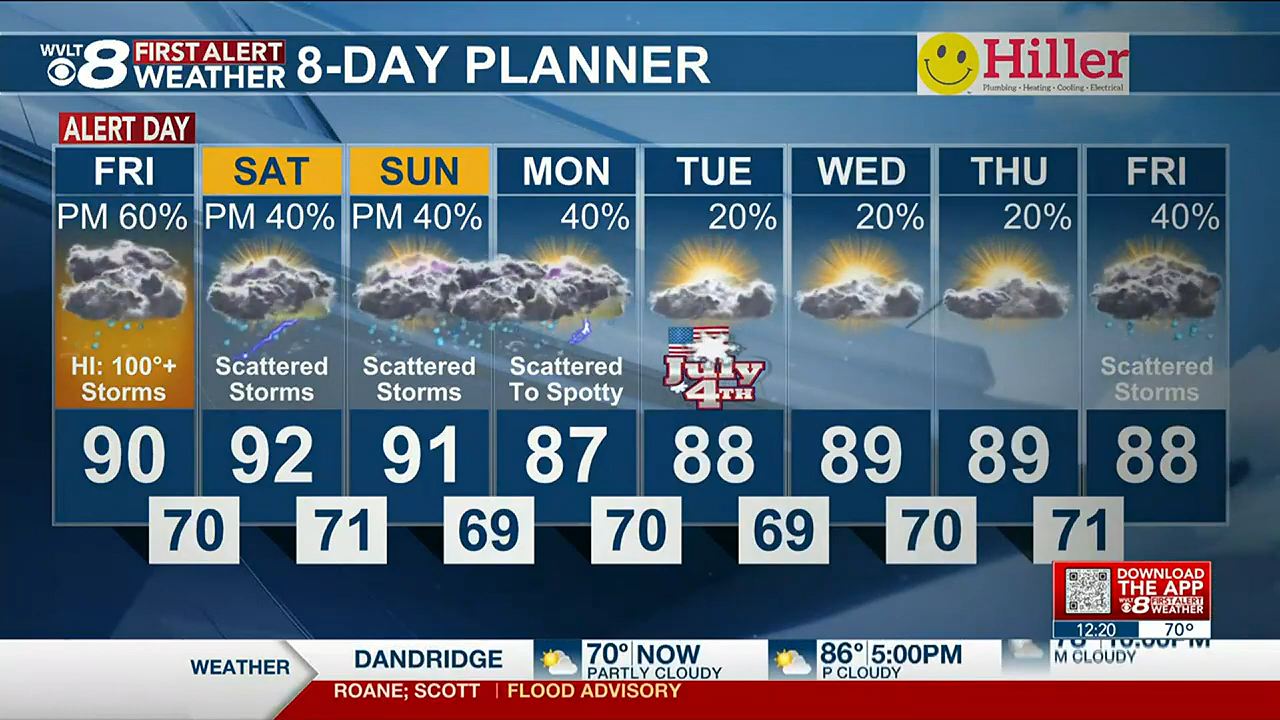 WVLT 8 FIRST ALERT WEATHER
8-DAY PLANNER
Hiller
Plumbing • Heating • Cooling • Electrical
ALERT DAY
FRI SAT SUN MON TUE WED THU FRI
PM 60% PM 40% PM 40% 40% 20% 20% 20% 40%
HI: 100°+ Storms
Scattered Storms
Scattered Storms
Scattered To Spotty
July 4TH
Scattered Storms
90 92 91 87 88 89 89 88
70 71 69 70 69 70 71
DOWNLOAD
THE APP
WVLT 8 FIRST ALERT WEATHER
12:20 70°
WEATHER
DANDRIDGE
70° NOW
PARTLY CLOUDY
86° 5:00PM
P CLOUDY
10:00PM
M CLOUDY
ROANE; SCOTT | FLOOD ADVISORY